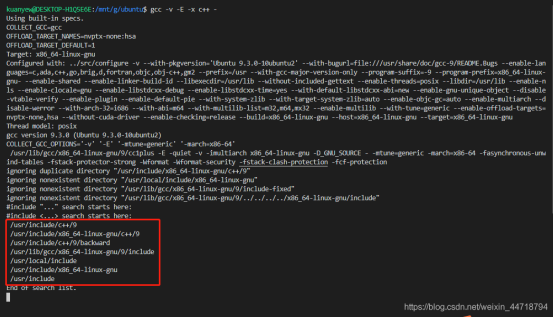 kuanyes@DESKTOP-H1Q5E6E:/mnt/g/ubuntu$ gcc -v -E -x c++ -
Using built-in specs.
COLLECT_GCC=gcc
OFFLOAD_TARGET_NAMES=nvptx-none:hsa
OFFLOAD_TARGET_DEFAULT=1
Target: x86_64-linux-gnu
Configured with: ../src/configure -v --with-pkgversion='Ubuntu 9.3.0-10ubuntu2' --with-bugurl=file:///usr/share/doc/gcc-9/README.Bugs --enable-lan
guages=c,ada,c++,go,brig,d,fortran,objc,obj-c++,gm2 --prefix=/usr --with-gcc-major-version-only --program-suffix=-9 --program-prefix=x86_64-linux-
gnu- --enable-shared --enable-linker-build-id --libexecdir=/usr/lib --without-included-gettext --enable-threads=posix --libdir=/usr/lib --enable-n
ls --enable-clocale=gnu --enable-libstdcxx-debug --enable-libstdcxx-time=yes --with-default-libstdcxx-abi=new --enable-gnu-unique-object --disable
-vtable-verify --enable-plugin --enable-default-pie --with-system-zlib --with-target-system-zlib=auto --enable-objc-gc=auto --enable-multiarch --d
isable-werror --with-arch-32=i686 --with-abi=m64 --with-multilib-list=m32,m64,mx32 --enable-multilib --with-tune=generic --enable-offload-targets=
nvptx-none,hsa --without-cuda-driver --enable-checking=release --build=x86_64-linux-gnu --host=x86_64-linux-gnu --target=x86_64-linux-gnu
Thread model: posix
gcc version 9.3.0 (Ubuntu 9.3.0-10ubuntu2)
COLLECT_GCC_OPTIONS='-v' '-E' '-mtune=generic' '-march=x86-64'
/usr/lib/gcc/x86_64-linux-gnu/9/cc1plus -E -quiet -v -imultiarch x86_64-linux-gnu -D_GNU_SOURCE - -mtune=generic -march=x86-64 -fasynchronous-unw
ind-tables -fstack-protector-strong -Wformat -Wformat-security -fstack-clash-protection -fcf-protection
ignoring duplicate directory "/usr/include/x86_64-linux-gnu/c++/9"
ignoring nonexistent directory "/usr/local/include/x86_64-linux-gnu"
ignoring nonexistent directory "/usr/lib/gcc/x86_64-linux-gnu/9/include-fixed"
ignoring nonexistent directory "/usr/lib/gcc/x86_64-linux-gnu/9/../../../../x86_64-linux-gnu/include"
#include "..." search starts here:
#include <...> search starts here:
/usr/include/c++/9
/usr/include/x86_64-linux-gnu/c++/9
/usr/include/c++/9/backward
/usr/lib/gcc/x86_64-linux-gnu/9/include
/usr/local/include
/usr/include/x86_64-linux-gnu
/usr/include
End of search list.
https://blog.csdn.net/weixin_44718794